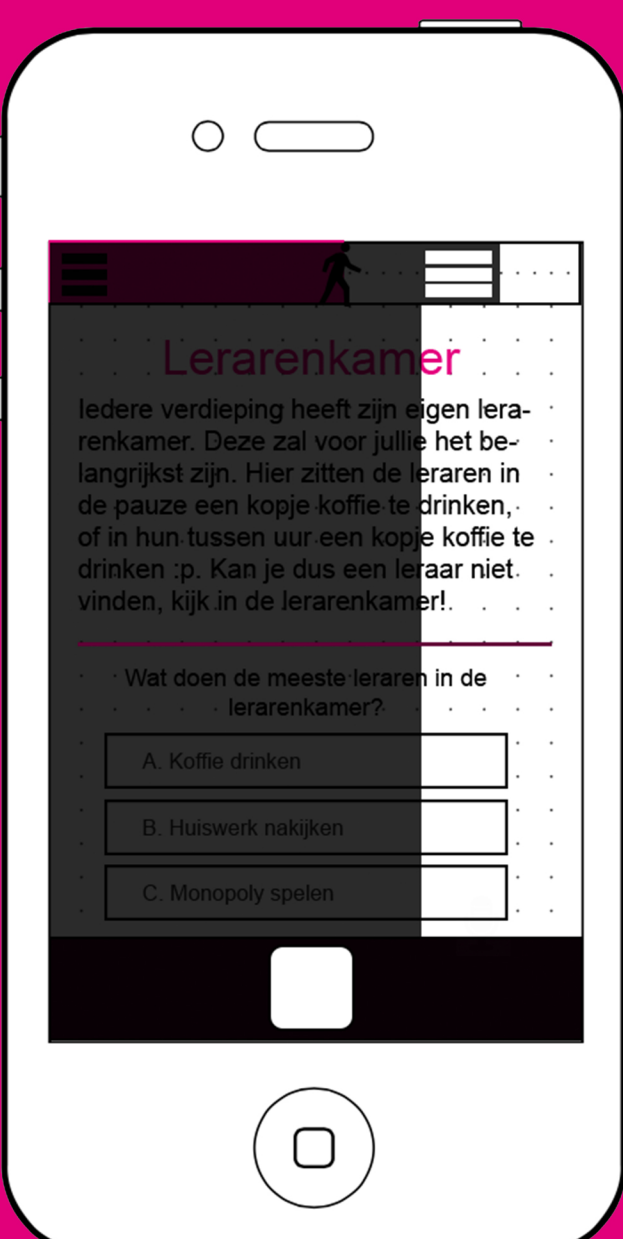 Lerarenkamer
Iedere verdieping heeft zijn eigen lera-
renkamer. Deze zal voor jullie het be-
langrijkst zijn. Hier zitten de leraren in
de pauze een kopje koffie te drinken,
of in hun tussen uur een kopje koffie te
drinken :p. Kan je dus een leraar niet
vinden, kijk in de lerarenkamer!
Wat doen de meeste leraren in de
lerarenkamer?
A. Koffie drinken
B. Huiswerk nakijken
C. Monopoly spelen